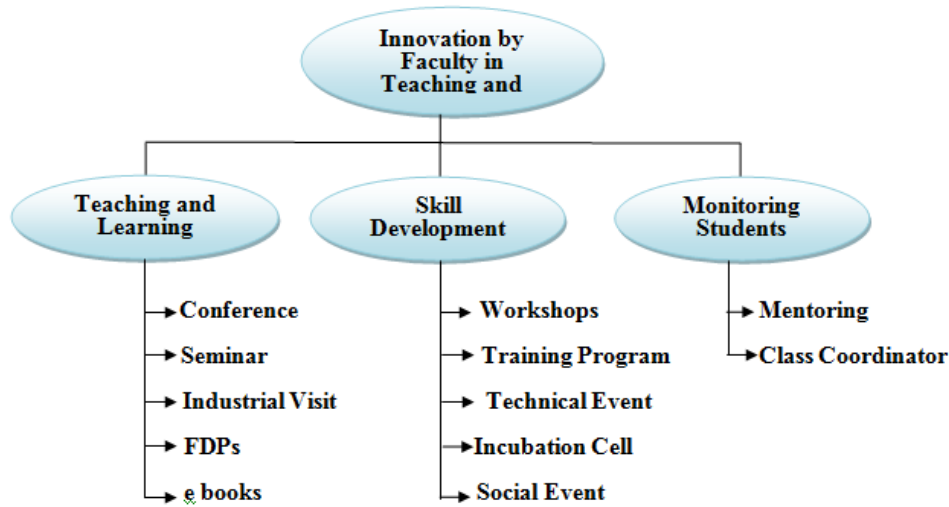 Innovation by
Faculty in
Teaching and
Teaching and
Learning
Conference
Seminar
Industrial Visit
FDPs
e books
Skill
Development
Workshops
Training Program
Technical Event
Incubation Cell
Social Event
Monitoring
Students
Mentoring
Class Coordinator